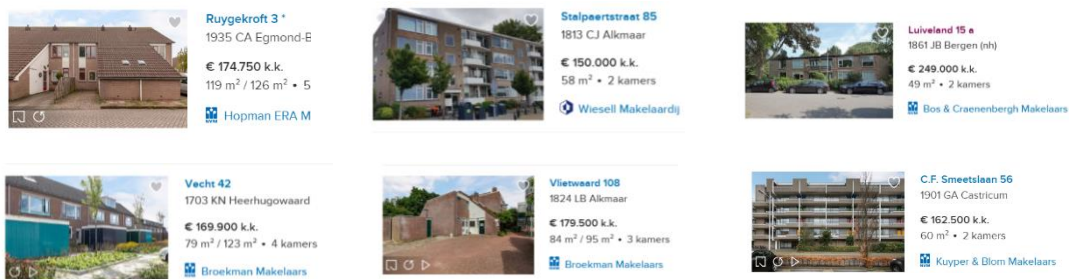 Ruygekroft 3 *
1935 CA Egmond-B
€ 174.750 k.k.
119 m² / 126 m² • 5
Hopman ERA M
Stalpaertstraat 85
1813 CJ Alkmaar
€ 150.000 k.k.
58 m² • 2 kamers
Wiesell Makelaardij
Luiveland 15 a
1861 JB Bergen (nh)
€ 249.000 k.k.
49 m² • 2 kamers
Bos & Craenenbergh Makelaars
Vecht 42
1703 KN Heerhugowaard
€ 169.900 k.k.
79 m² / 123 m² • 4 kamers
Broekman Makelaars
Vlietwaard 108
1824 LB Alkmaar
€ 179.500 k.k.
84 m² / 95 m² • 3 kamers
Broekman Makelaars
C.F. Smeetslaan 56
1901 GA Castricum
€ 162.500 k.k.
60 m² • 2 kamers
Kuyper & Blom Makelaars